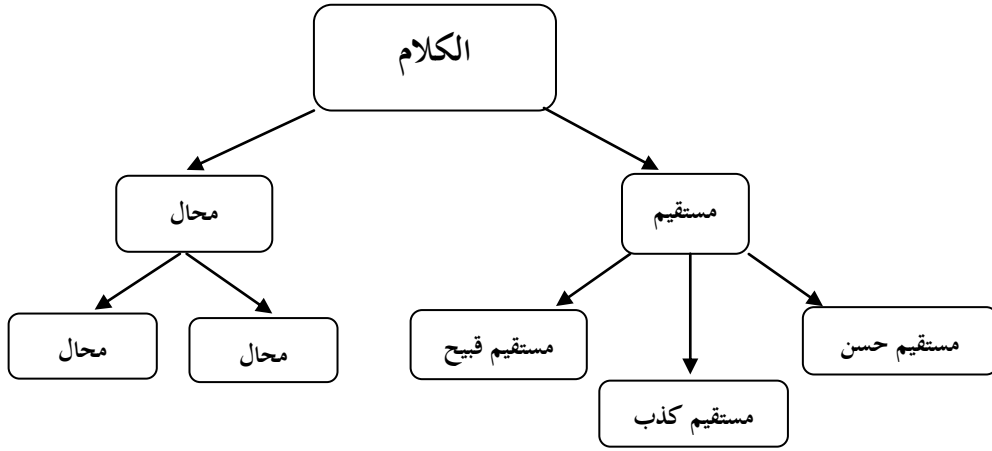 الكلام
مستقيم
محال
مستقيم حسن
مستقيم كذب
مستقيم قبيح
محال
محال